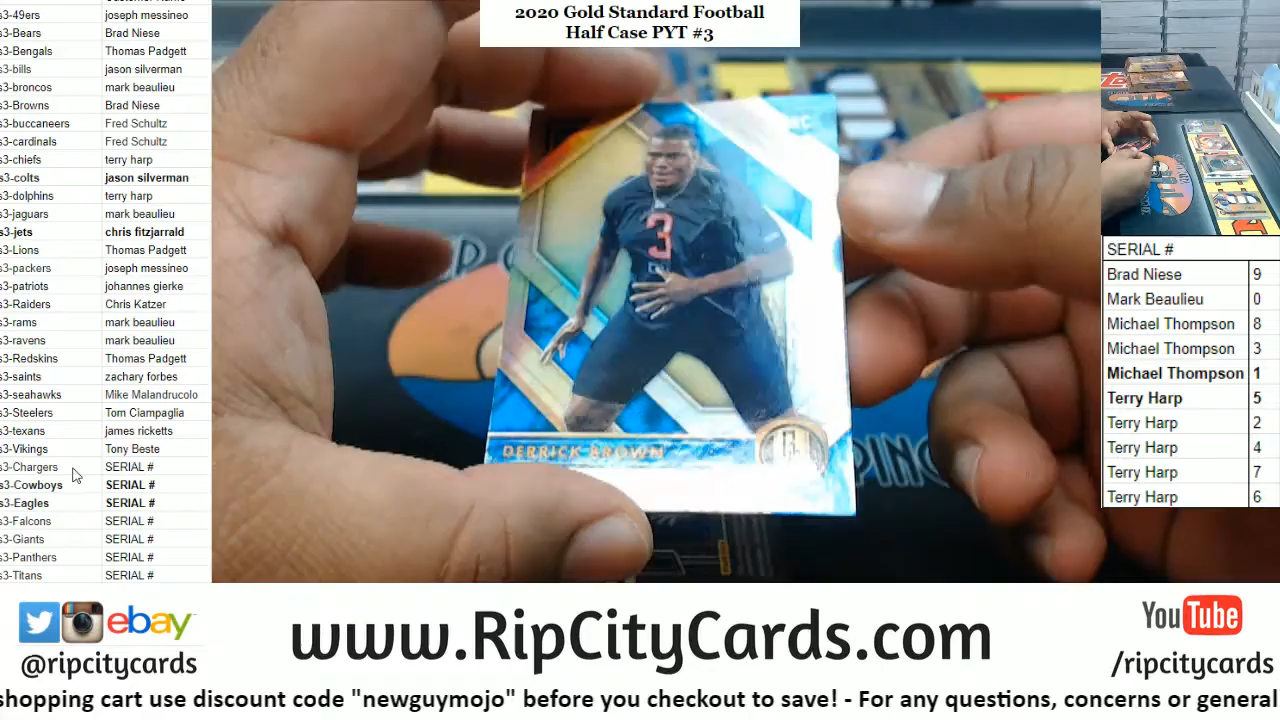 2020 Gold Standard Football
Half Case PYT #3
s3-49ers joseph messineo
s3-Bears Brad Niese
s3-Bengals Thomas Padgett
s3-bills jason silverman
s3-broncos mark beaulieu
s3-Browns Brad Niese
s3-buccaneers Fred Schultz
s3-cardinals Fred Schultz
s3-chiefs terry harp
s3-colts jason silverman
s3-dolphins terry harp
s3-jaguars mark beaulieu
s3-jets chris fitzjarrald
s3-Lions Thomas Padgett
s3-packers joseph messineo
s3-patriots johannes gierke
s3-Raiders Chris Katzer
s3-rams mark beaulieu
s3-ravens mark beaulieu
s3-Redskins Thomas Padgett
s3-saints zachary forbes
s3-seahawks Mike Malandrucolo
s3-Steelers Tom Ciampaglia
s3-texans james ricketts
s3-Vikings Tony Beste
s3-Chargers SERIAL #
s3-Cowboys SERIAL #
s3-Eagles SERIAL #
s3-Falcons SERIAL #
s3-Giants SERIAL #
s3-Panthers SERIAL #
s3-Titans SERIAL #
3
DERRICK BROWN
PING
SERIAL #
Brad Niese 9
Mark Beaulieu 0
Michael Thompson 8
Michael Thompson 3
Michael Thompson 1
Terry Harp 5
Terry Harp 2
Terry Harp 4
Terry Harp 7
Terry Harp 6
ebay
@ripcitycards
www.RipCityCards.com
YouTube
/ripcitycards
shopping cart use discount code "newguymojo" before you checkout to save! - For any questions, concerns or general